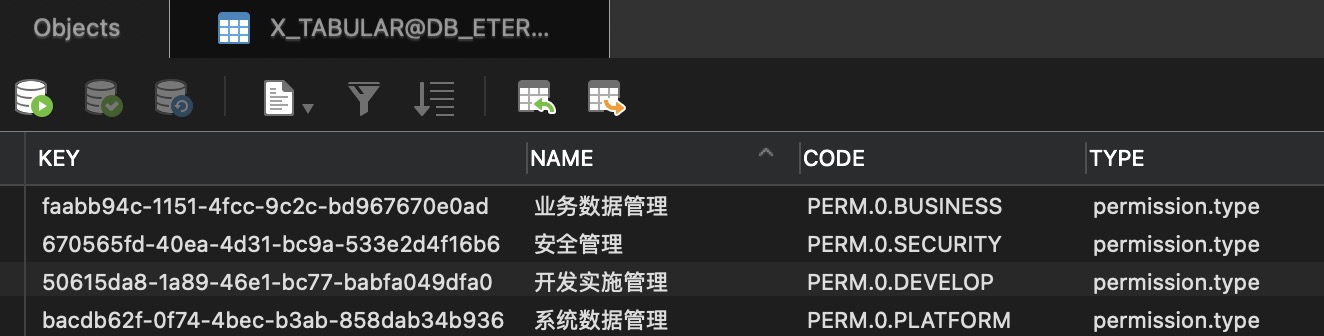 Objects X_TABULAR@DB_ETER...
KEY NAME CODE TYPE
faabb94c-1151-4fcc-9c2c-bd967670e0ad 业务数据管理 PERM.0.BUSINESS permission.type
670565fd-40ea-4d31-bc9a-533e2d4f16b6 安全管理 PERM.0.SECURITY permission.type
50615da8-1a89-46e1-bc77-babfa049dfa0 开发实施管理 PERM.0.DEVELOP permission.type
bacdb62f-0f74-4bec-b3ab-858dab34b936 系统数据管理 PERM.0.PLATFORM permission.type